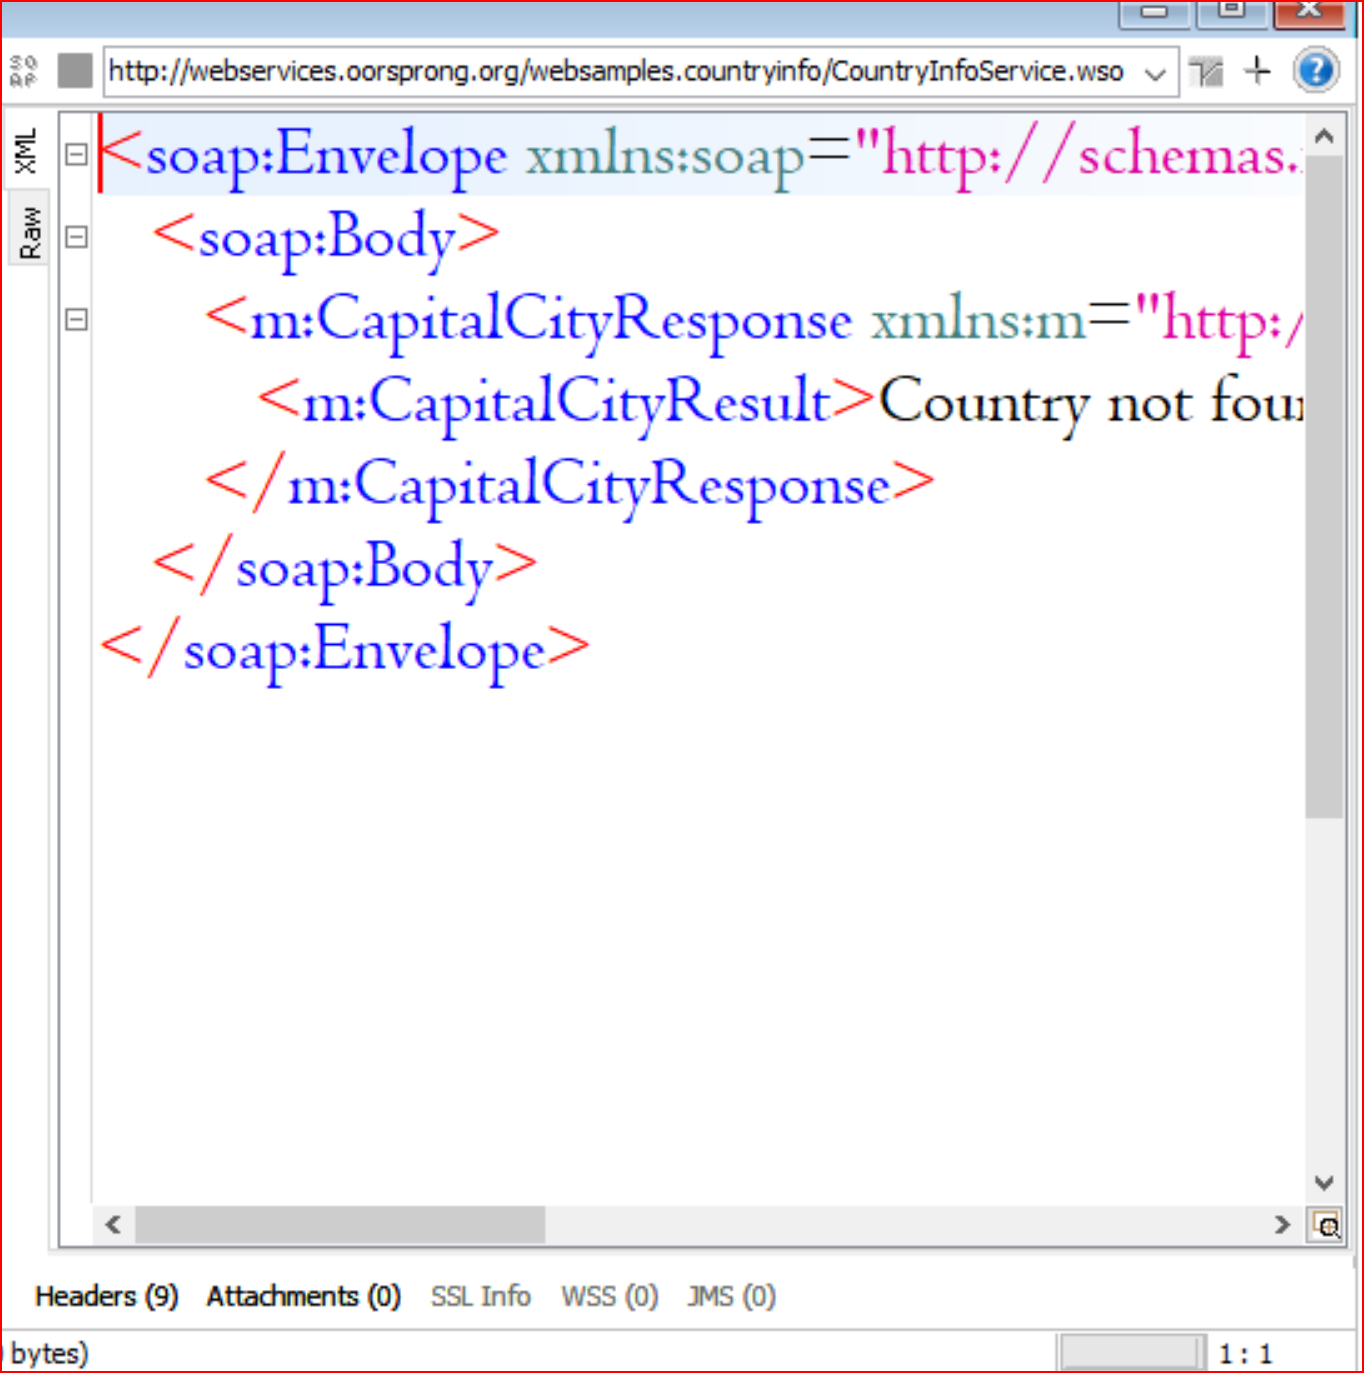 http://webservices.oorsprong.org/websamples.countryinfo/CountryInfoService.wso
XML
Raw
<soap:Envelope xmlns:soap="http://schemas.
<soap:Body>
<m:CapitalCityResponse xmlns:m="http:/
<m:CapitalCityResult>Country not
</m:CapitalCityResponse>
</soap:Body>
</soap:Envelope>
Headers (9) Attachments (0) SSL Info WSS (0) JMS (0)
bytes) 1 : 1